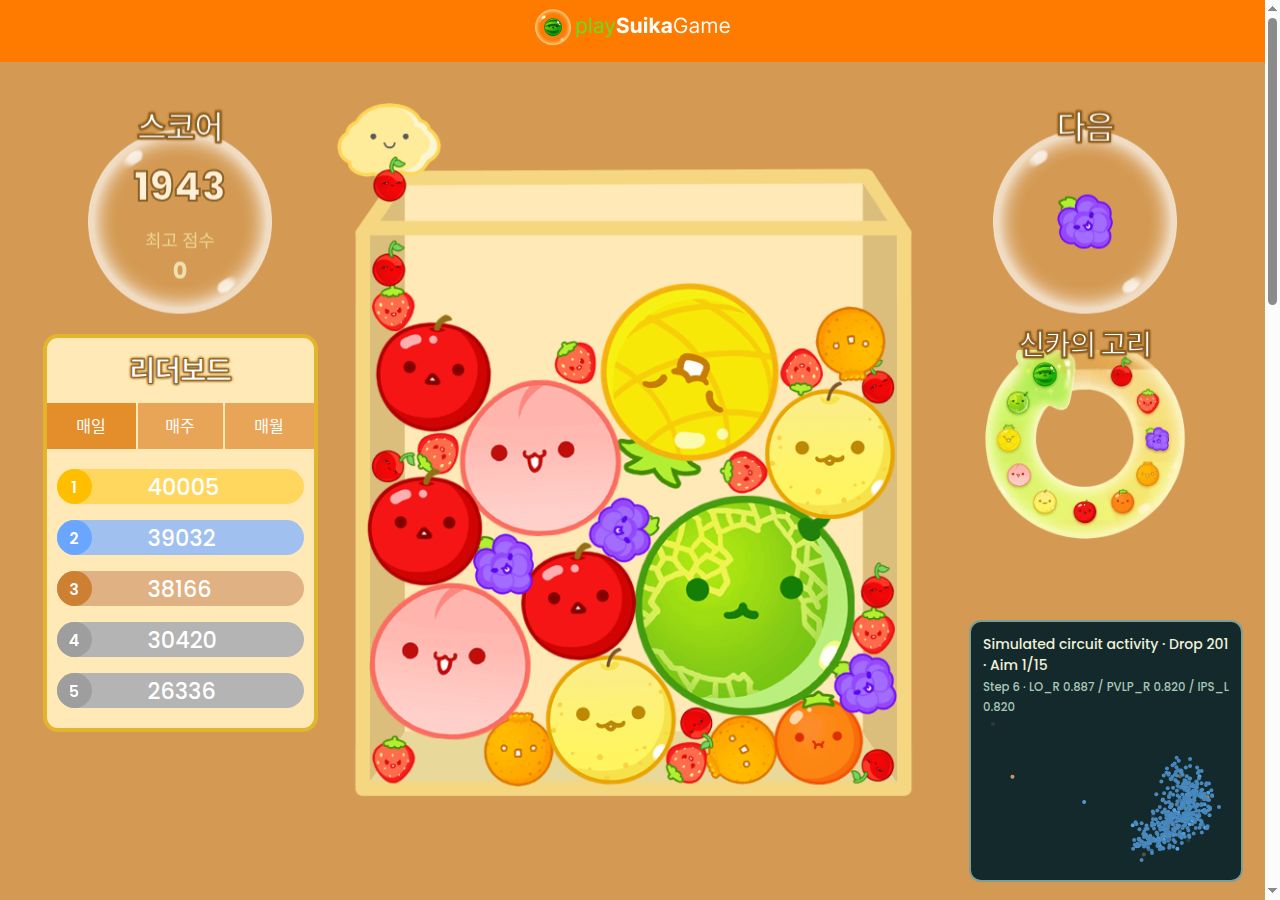 playSuikaGame
스코어
1943
최고 점수
0
다음
신카의 고리
리더보드
매일 매주 매월
1 40005
2 39032
3 38166
4 30420
5 26336
Simulated circuit activity · Drop 201
· Aim 1/15
Step 6 · LO_R 0.887 / PVLP_R 0.820 / IPS_L
0.820